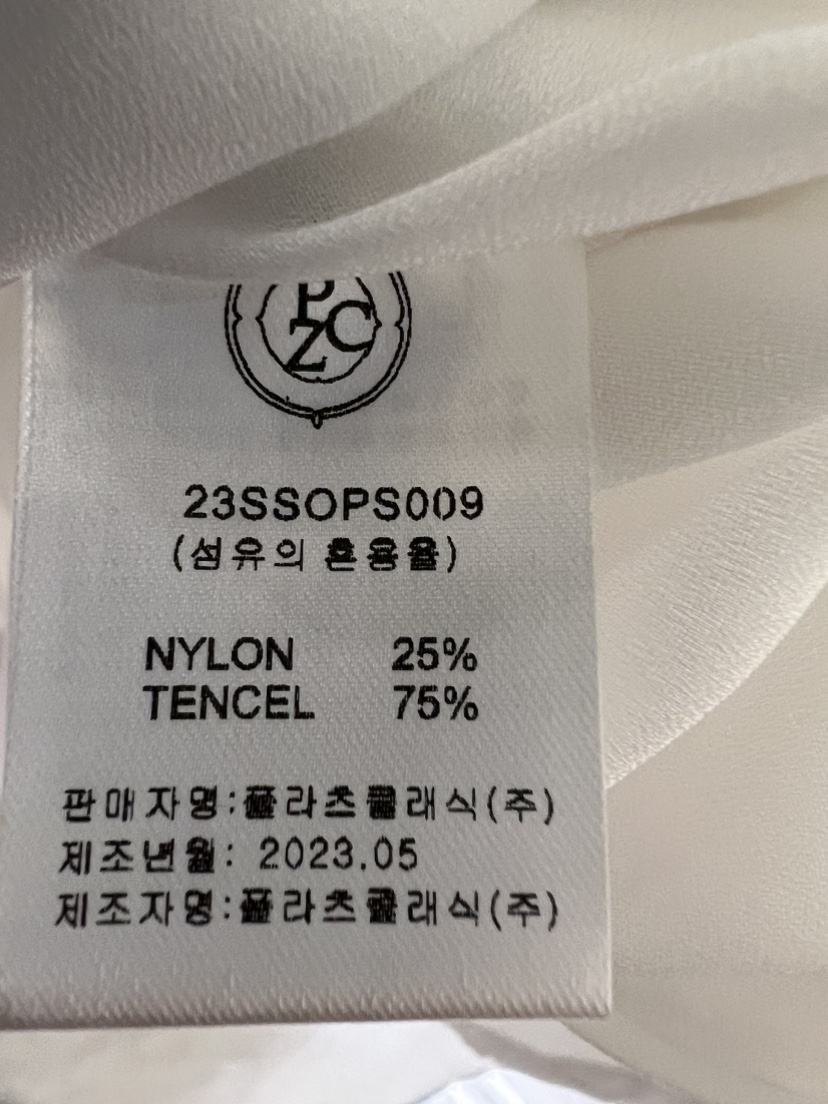 PZC
23SSOPS009
(섬유의 혼용율)
NYLON 25%
TENCEL 75%
판매자명:플라츠클래식(주)
제조년월: 2023.05
제조자명:플라츠클래식(주)